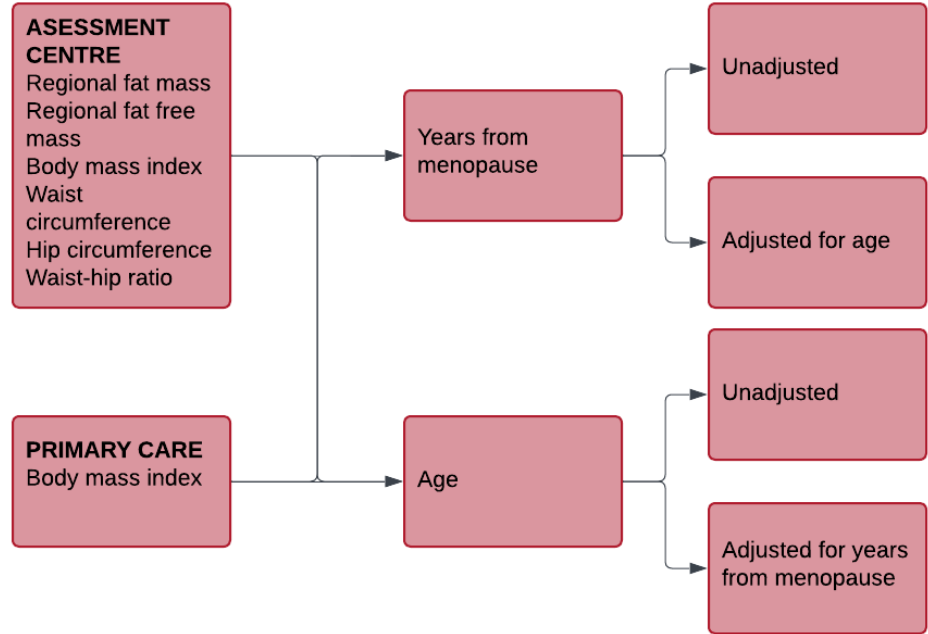 ASESSMENT
CENTRE
Regional fat mass
Regional fat free
mass
Body mass index
Waist
circumference
Hip circumference
Waist-hip ratio
PRIMARY CARE
Body mass index
Years from
menopause
Age
Unadjusted
Adjusted for age
Unadjusted
Adjusted for years
from menopause